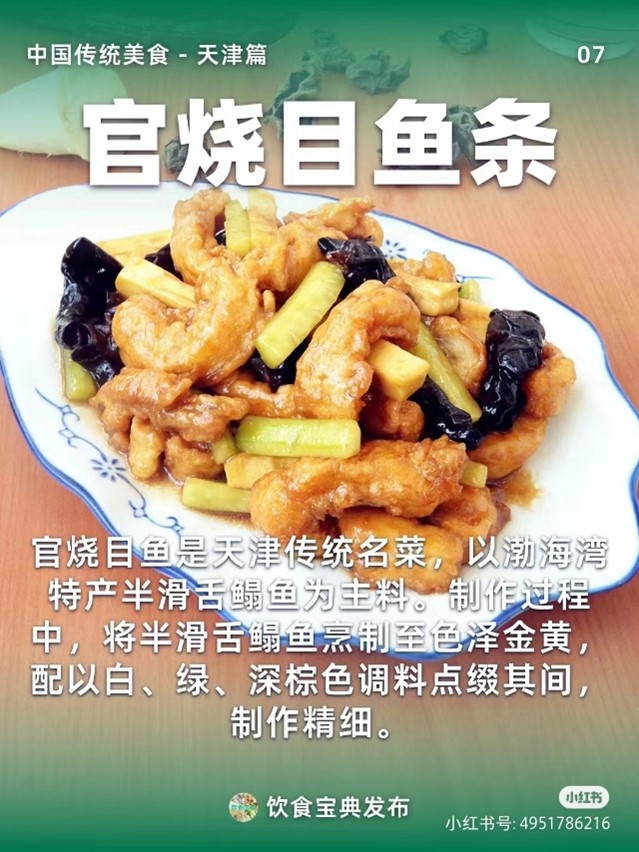 中国传统美食 - 天津篇
07
官烧目鱼条
官烧目鱼是天津传统名菜，以渤海湾
特产半滑舌鳎鱼为主料。制作过程
中，将半滑舌鳎鱼烹制至色泽金黄，
配以白、绿、深棕色调料点缀其间，
制作精细。
饮食宝典发布
小红书
小红书号: 4951786216